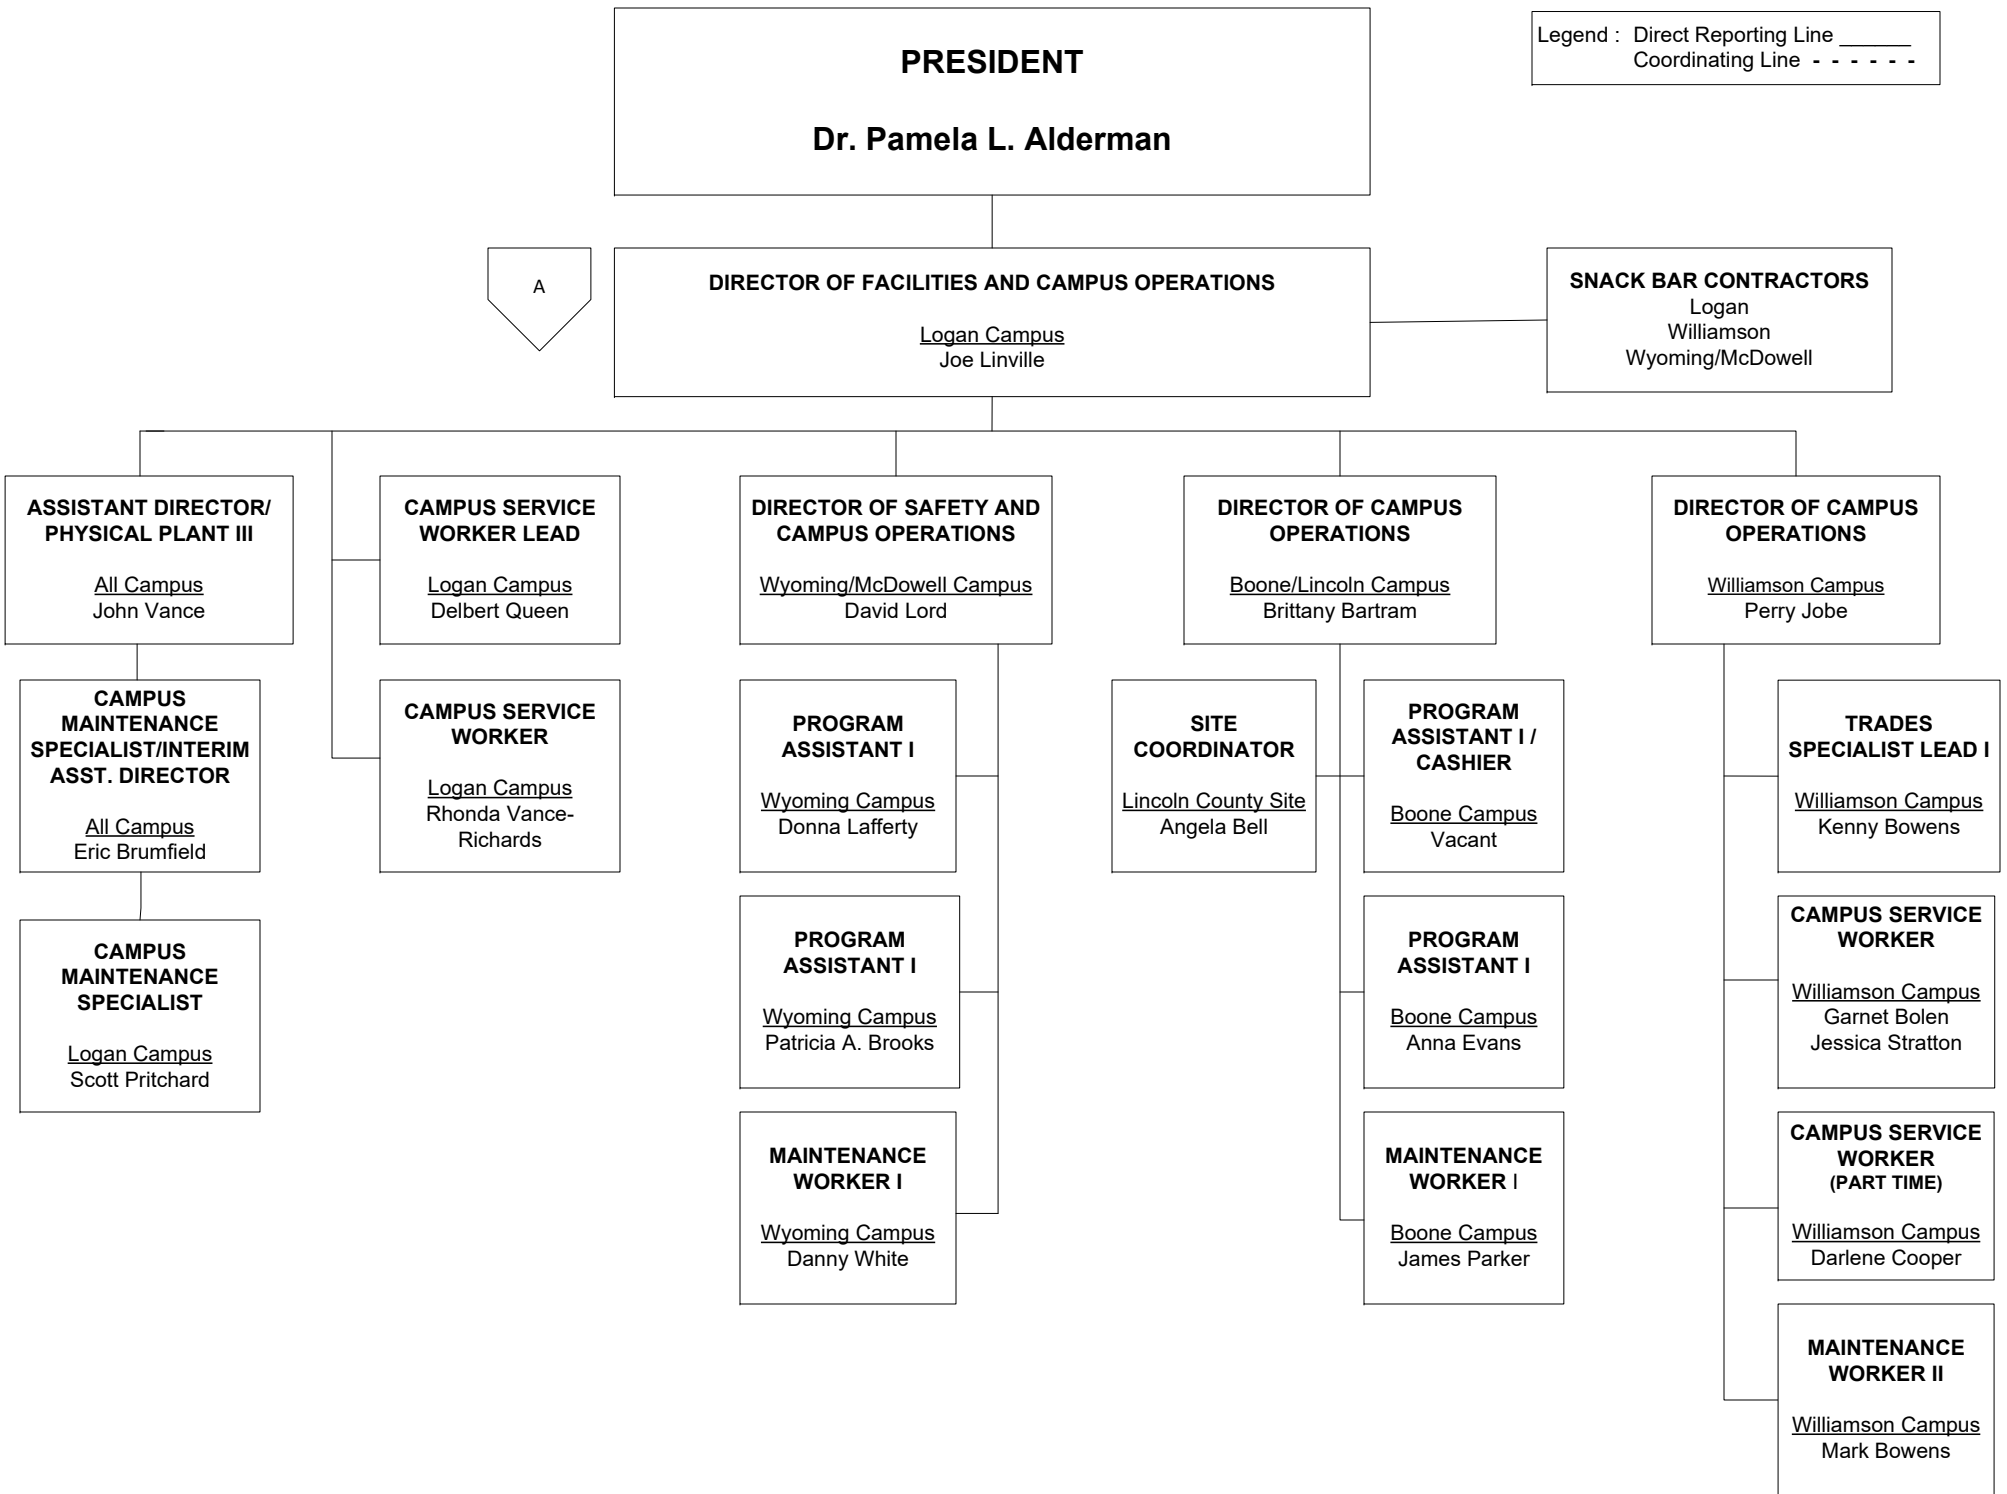 PRESIDENT
Dr. Pamela L. Alderman
Legend : Direct Reporting Line ______
Coordinating Line - - - - - -
A
DIRECTOR OF FACILITIES AND CAMPUS OPERATIONS
Logan Campus
Joe Linville
SNACK BAR CONTRACTORS
Logan
Williamson
Wyoming/McDowell
ASSISTANT DIRECTOR/
PHYSICAL PLANT III
All Campus
John Vance
CAMPUS SERVICE
WORKER LEAD
Logan Campus
Delbert Queen
DIRECTOR OF SAFETY AND
CAMPUS OPERATIONS
Wyoming/McDowell Campus
David Lord
DIRECTOR OF CAMPUS
OPERATIONS
Boone/Lincoln Campus
Brittany Bartram
DIRECTOR OF CAMPUS
OPERATIONS
Williamson Campus
Perry Jobe
CAMPUS
MAINTENANCE
SPECIALIST/INTERIM
ASST. DIRECTOR
All Campus
Eric Brumfield
CAMPUS SERVICE
WORKER
Logan Campus
Rhonda Vance-
Richards
PROGRAM
ASSISTANT I
Wyoming Campus
Donna Lafferty
SITE
COORDINATOR
Lincoln County Site
Angela Bell
PROGRAM
ASSISTANT I /
CASHIER
Boone Campus
Vacant
TRADES
SPECIALIST LEAD I
Williamson Campus
Kenny Bowens
CAMPUS
MAINTENANCE
SPECIALIST
Logan Campus
Scott Pritchard
PROGRAM
ASSISTANT I
Wyoming Campus
Patricia A. Brooks
PROGRAM
ASSISTANT I
Boone Campus
Anna Evans
CAMPUS SERVICE
WORKER
Williamson Campus
Garnet Bolen
Jessica Stratton
MAINTENANCE
WORKER I
Wyoming Campus
Danny White
MAINTENANCE
WORKER I
Boone Campus
James Parker
CAMPUS SERVICE
WORKER
(PART TIME)
Williamson Campus
Darlene Cooper
MAINTENANCE
WORKER II
Williamson Campus
Mark Bowens